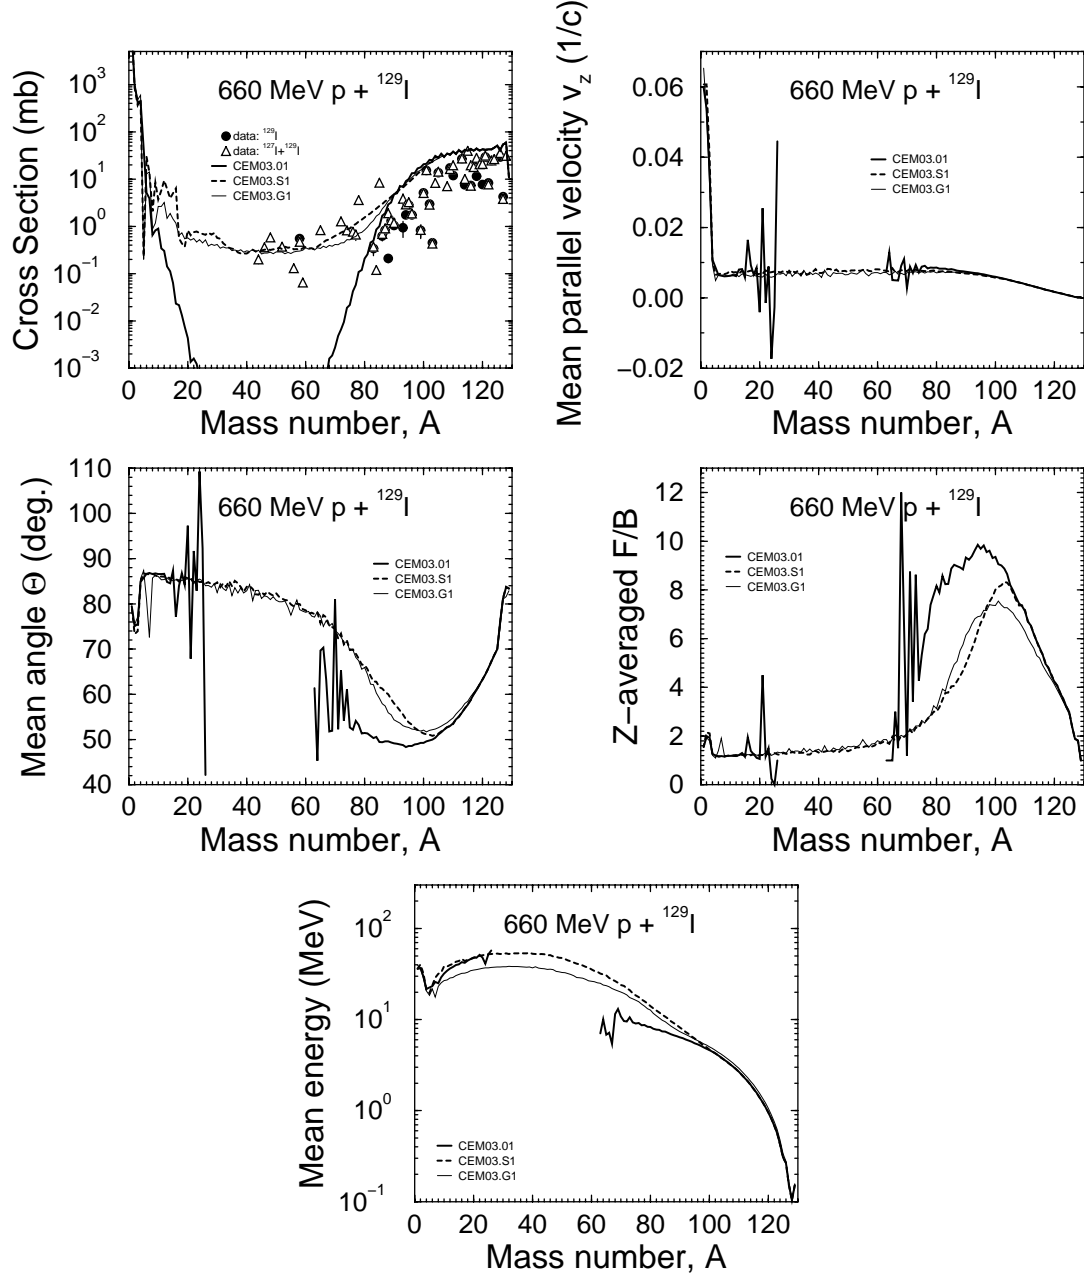 Cross Section (mb)
10³
10²
10¹
10⁰
10⁻¹
10⁻²
10⁻³
660 MeV p + ¹²⁹I
data: ¹²⁹I
data: ¹²⁷I+¹²⁹I
CEM03.01
CEM03.S1
CEM03.G1
0 20 40 60 80 100 120
Mass number, A
Mean parallel velocity v_z (1/c)
0.06
0.04
0.02
0.00
−0.02
660 MeV p + ¹²⁹I
CEM03.01
CEM03.S1
CEM03.G1
0 20 40 60 80 100 120
Mass number, A
Mean angle Θ (deg.)
110
100
90
80
70
60
50
40
660 MeV p + ¹²⁹I
CEM03.01
CEM03.S1
CEM03.G1
0 20 40 60 80 100 120
Mass number, A
Z−averaged F/B
12
10
8
6
4
2
0
660 MeV p + ¹²⁹I
CEM03.01
CEM03.S1
CEM03.G1
0 20 40 60 80 100 120
Mass number, A
Mean energy (MeV)
10²
10¹
10⁰
10⁻¹
660 MeV p + ¹²⁹I
CEM03.01
CEM03.S1
CEM03.G1
0 20 40 60 80 100 120
Mass number, A